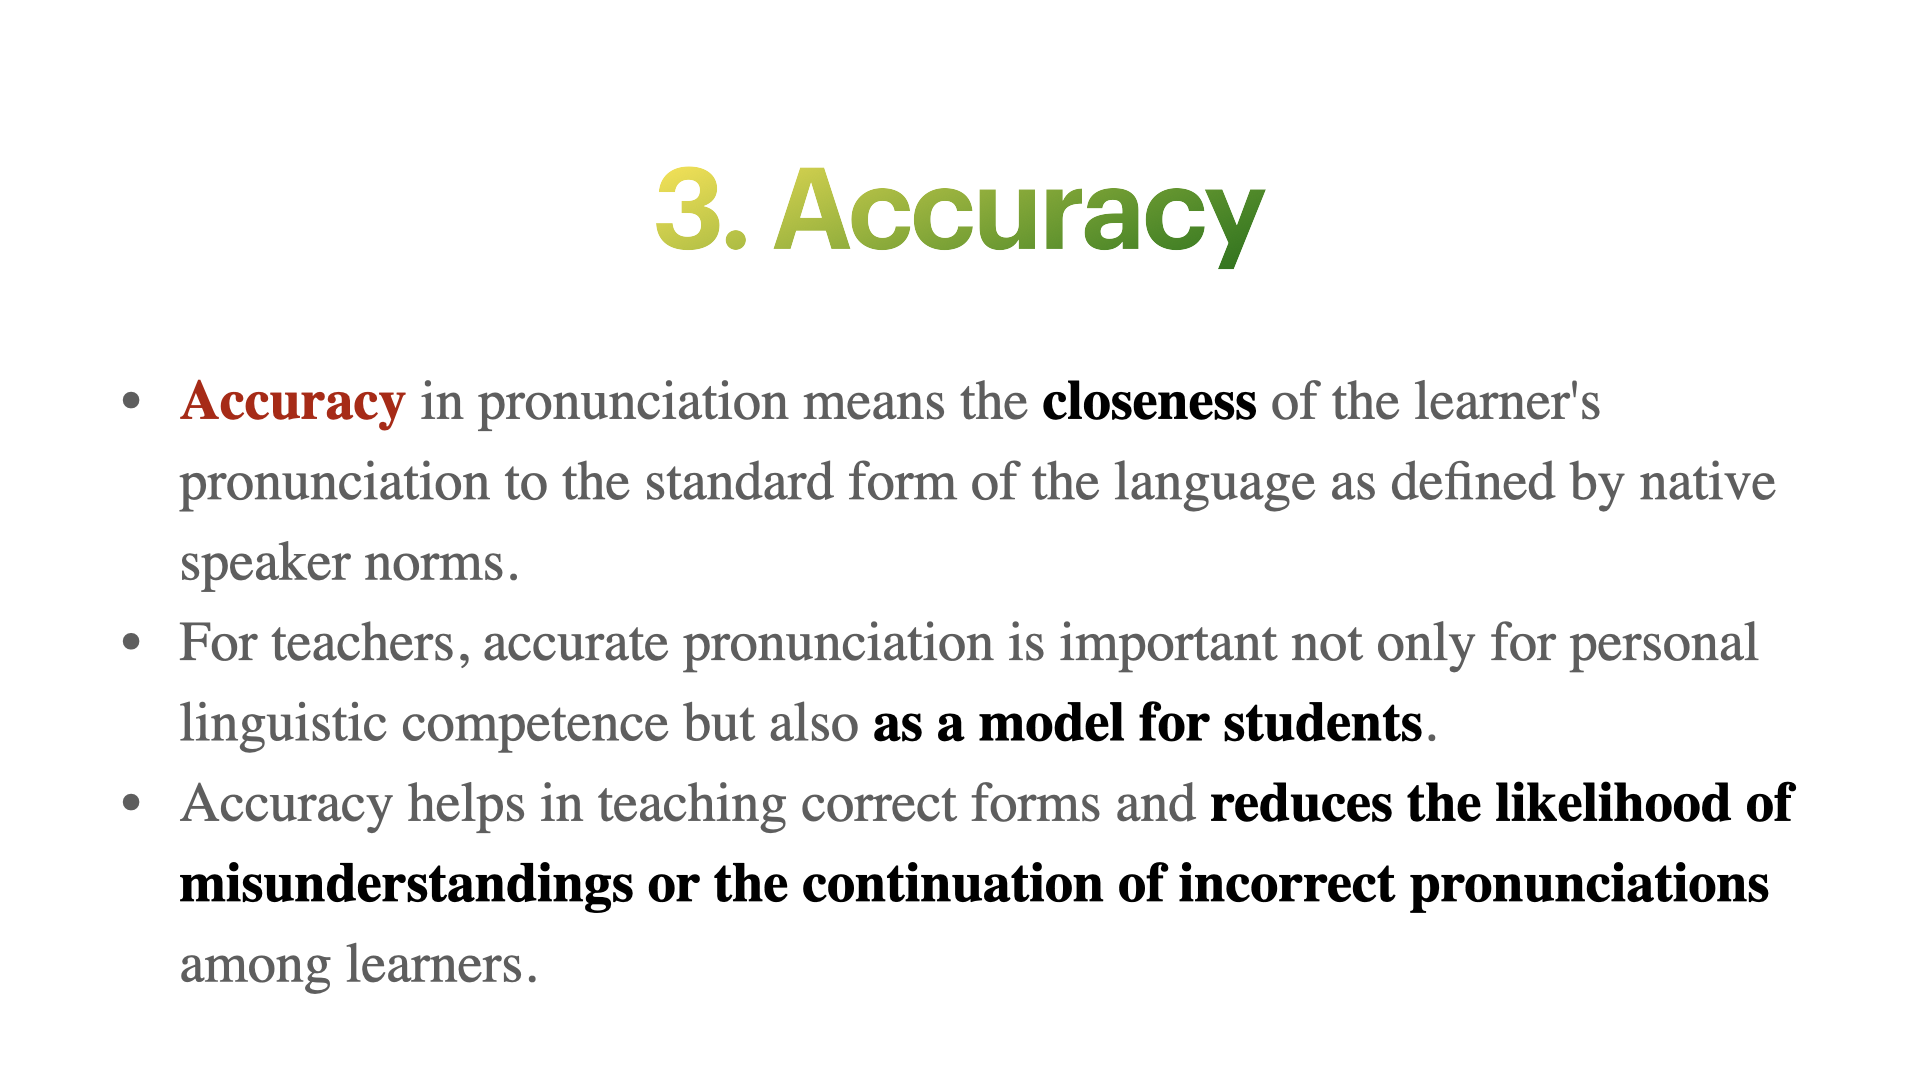 3. Accuracy
• Accuracy in pronunciation means the closeness of the learner's
pronunciation to the standard form of the language as defined by native
speaker norms.
• For teachers, accurate pronunciation is important not only for personal
linguistic competence but also as a model for students.
• Accuracy helps in teaching correct forms and reduces the likelihood of
misunderstandings or the continuation of incorrect pronunciations
among learners.